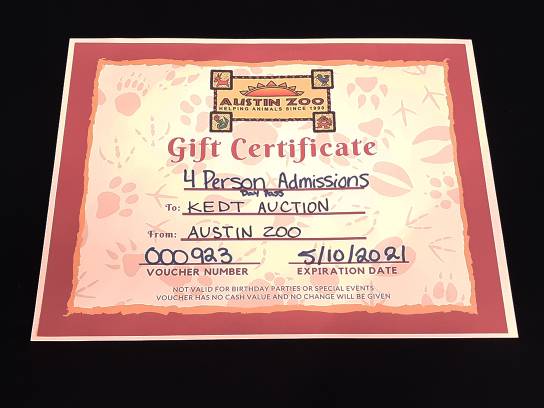 AUSTIN ZOO
HELPING ANIMALS SINCE 1990
Gift Certificate
4 Person Admissions
Day Pass
To: KEDT AUCTION
From: AUSTIN ZOO
000923 5/10/2021
VOUCHER NUMBER EXPIRATION DATE
NOT VALID FOR BIRTHDAY PARTIES OR SPECIAL EVENTS
VOUCHER HAS NO CASH VALUE AND NO CHANGE WILL BE GIVEN